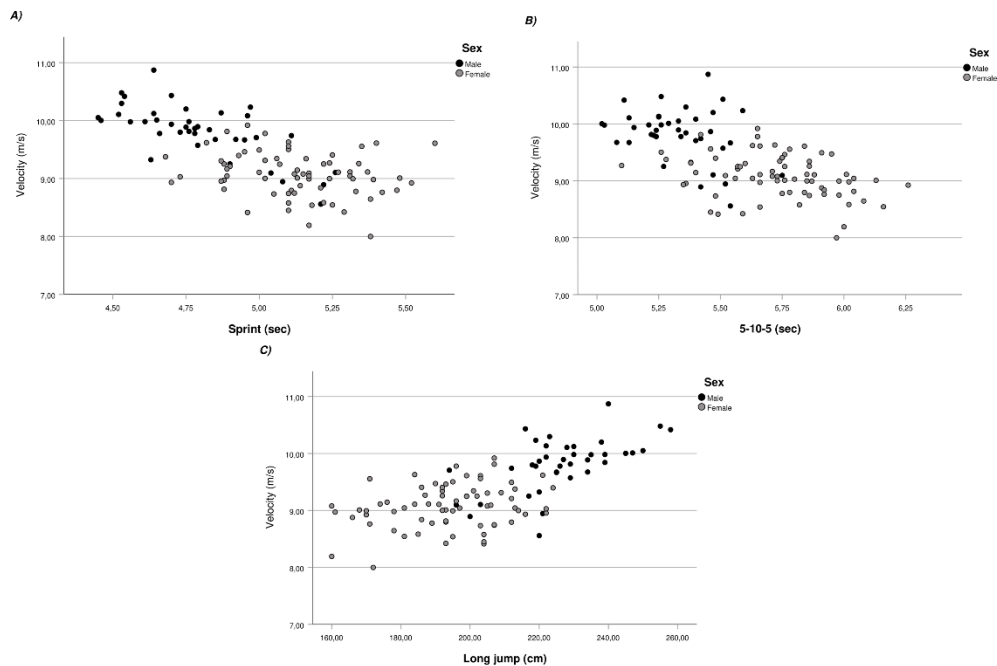 A)
Sex
Male
Female
11,00
10,00
9,00
8,00
7,00
Velocity (m/s)
4,50 4,75 5,00 5,25 5,50
Sprint (sec)
B)
Sex
Male
Female
11,00
10,00
9,00
8,00
7,00
Velocity (m/s)
5,00 5,25 5,50 5,75 6,00 6,25
5-10-5 (sec)
C)
Sex
Male
Female
11,00
10,00
9,00
8,00
7,00
Velocity (m/s)
160,00 180,00 200,00 220,00 240,00 260,00
Long jump (cm)